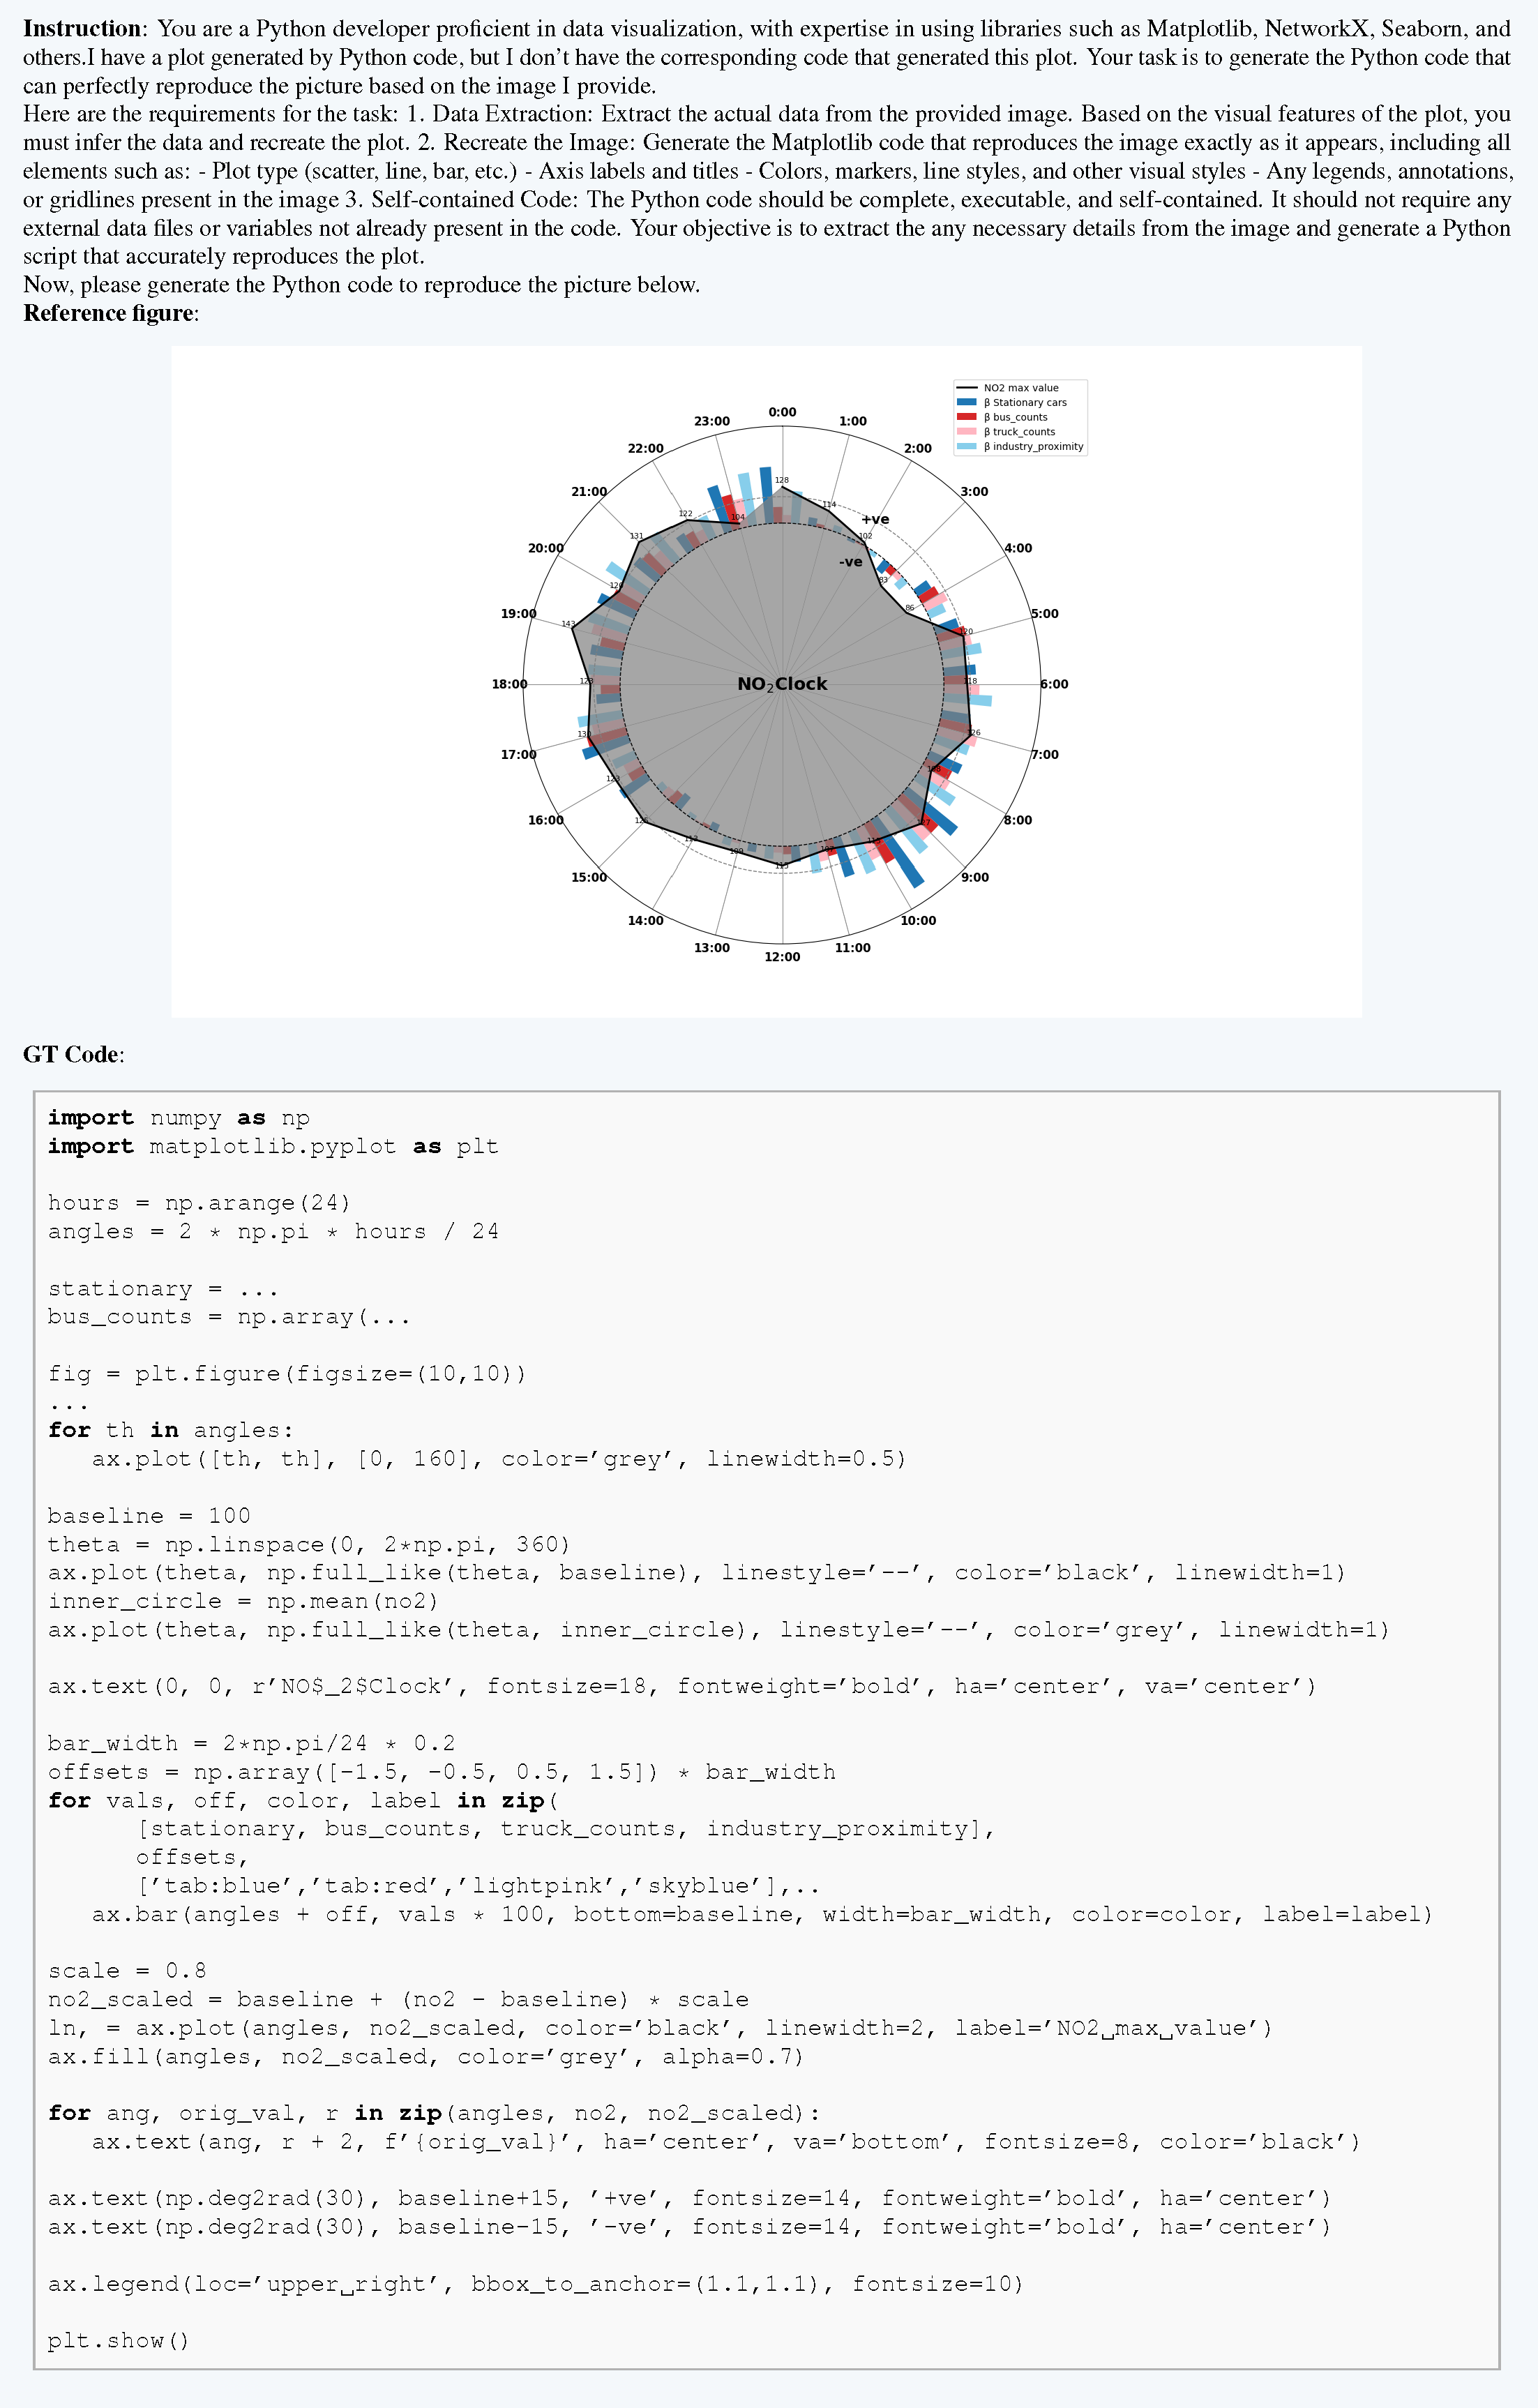 Instruction: You are a Python developer proficient in data visualization, with expertise in using libraries such as Matplotlib, NetworkX, Seaborn, and
others.I have a plot generated by Python code, but I don't have the corresponding code that generated this plot. Your task is to generate the Python code that
can perfectly reproduce the picture based on the image I provide.
Here are the requirements for the task: 1. Data Extraction: Extract the actual data from the provided image. Based on the visual features of the plot, you
must infer the data and recreate the plot. 2. Recreate the Image: Generate the Matplotlib code that reproduces the image exactly as it appears, including all
elements such as: - Plot type (scatter, line, bar, etc.) - Axis labels and titles - Colors, markers, line styles, and other visual styles - Any legends, annotations,
or gridlines present in the image 3. Self-contained Code: The Python code should be complete, executable, and self-contained. It should not require any
external data files or variables not already present in the code. Your objective is to extract the any necessary details from the image and generate a Python
script that accurately reproduces the plot.
Now, please generate the Python code to reproduce the picture below.
Reference figure:
NO2 max value
β Stationary cars
β bus_counts
β truck_counts
β industry_proximity
0:00
1:00
2:00
3:00
4:00
5:00
6:00
7:00
8:00
9:00
10:00
11:00
12:00
13:00
14:00
15:00
16:00
17:00
18:00
19:00
20:00
21:00
22:00
23:00
128
114
102
83
86
120
118
126
127
107
113
109
143
131
122
104
+ve
-ve
NO₂Clock
GT Code:
import numpy as np
import matplotlib.pyplot as plt
hours = np.arange(24)
angles = 2 * np.pi * hours / 24
stationary = ...
bus_counts = np.array(...
fig = plt.figure(figsize=(10,10))
...
for th in angles:
ax.plot([th, th], [0, 160], color='grey', linewidth=0.5)
baseline = 100
theta = np.linspace(0, 2*np.pi, 360)
ax.plot(theta, np.full_like(theta, baseline), linestyle='--', color='black', linewidth=1)
inner_circle = np.mean(no2)
ax.plot(theta, np.full_like(theta, inner_circle), linestyle='--', color='grey', linewidth=1)
ax.text(0, 0, r'NO$_2$Clock', fontsize=18, fontweight='bold', ha='center', va='center')
bar_width = 2*np.pi/24 * 0.2
offsets = np.array([-1.5, -0.5, 0.5, 1.5]) * bar_width
for vals, off, color, label in zip(
[stationary, bus_counts, truck_counts, industry_proximity],
offsets,
['tab:blue','tab:red','lightpink','skyblue'],..
ax.bar(angles + off, vals * 100, bottom=baseline, width=bar_width, color=color, label=label)
scale = 0.8
no2_scaled = baseline + (no2 - baseline) * scale
ln, = ax.plot(angles, no2_scaled, color='black', linewidth=2, label='NO2␣max␣value')
ax.fill(angles, no2_scaled, color='grey', alpha=0.7)
for ang, orig_val, r in zip(angles, no2, no2_scaled):
ax.text(ang, r + 2, f'{orig_val}', ha='center', va='bottom', fontsize=8, color='black')
ax.text(np.deg2rad(30), baseline+15, '+ve', fontsize=14, fontweight='bold', ha='center')
ax.text(np.deg2rad(30), baseline-15, '-ve', fontsize=14, fontweight='bold', ha='center')
ax.legend(loc='upper␣right', bbox_to_anchor=(1.1,1.1), fontsize=10)
plt.show()